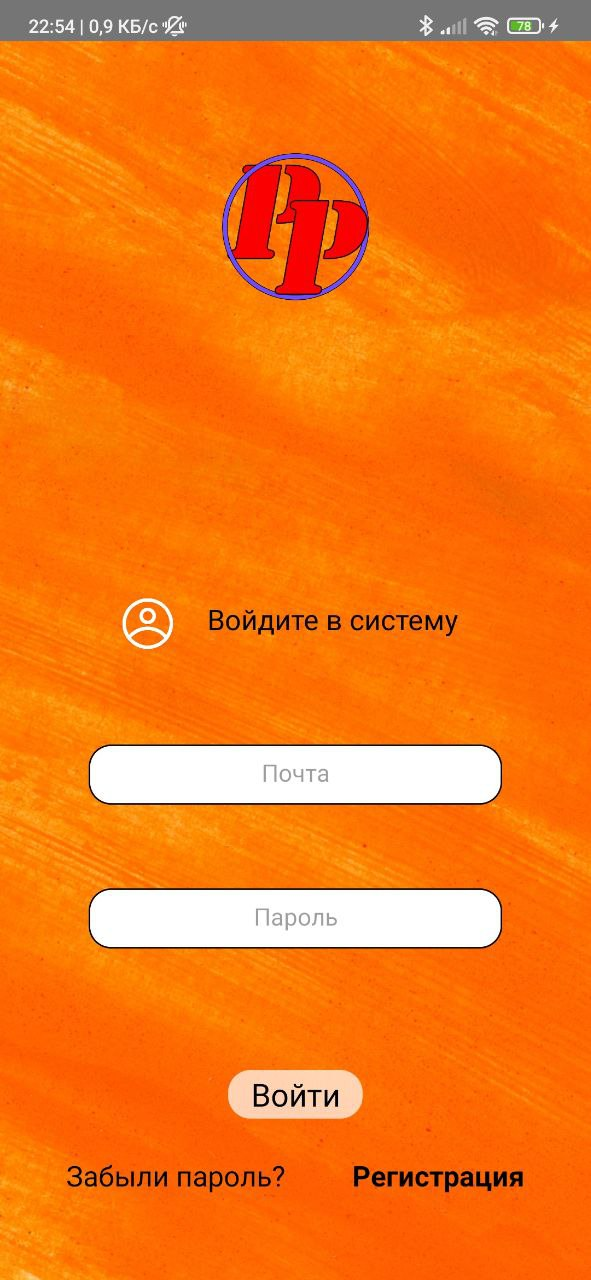 22:54 | 0,9 КБ/с
78
PP
Войдите в систему
Почта
Пароль
Войти
Забыли пароль? Регистрация